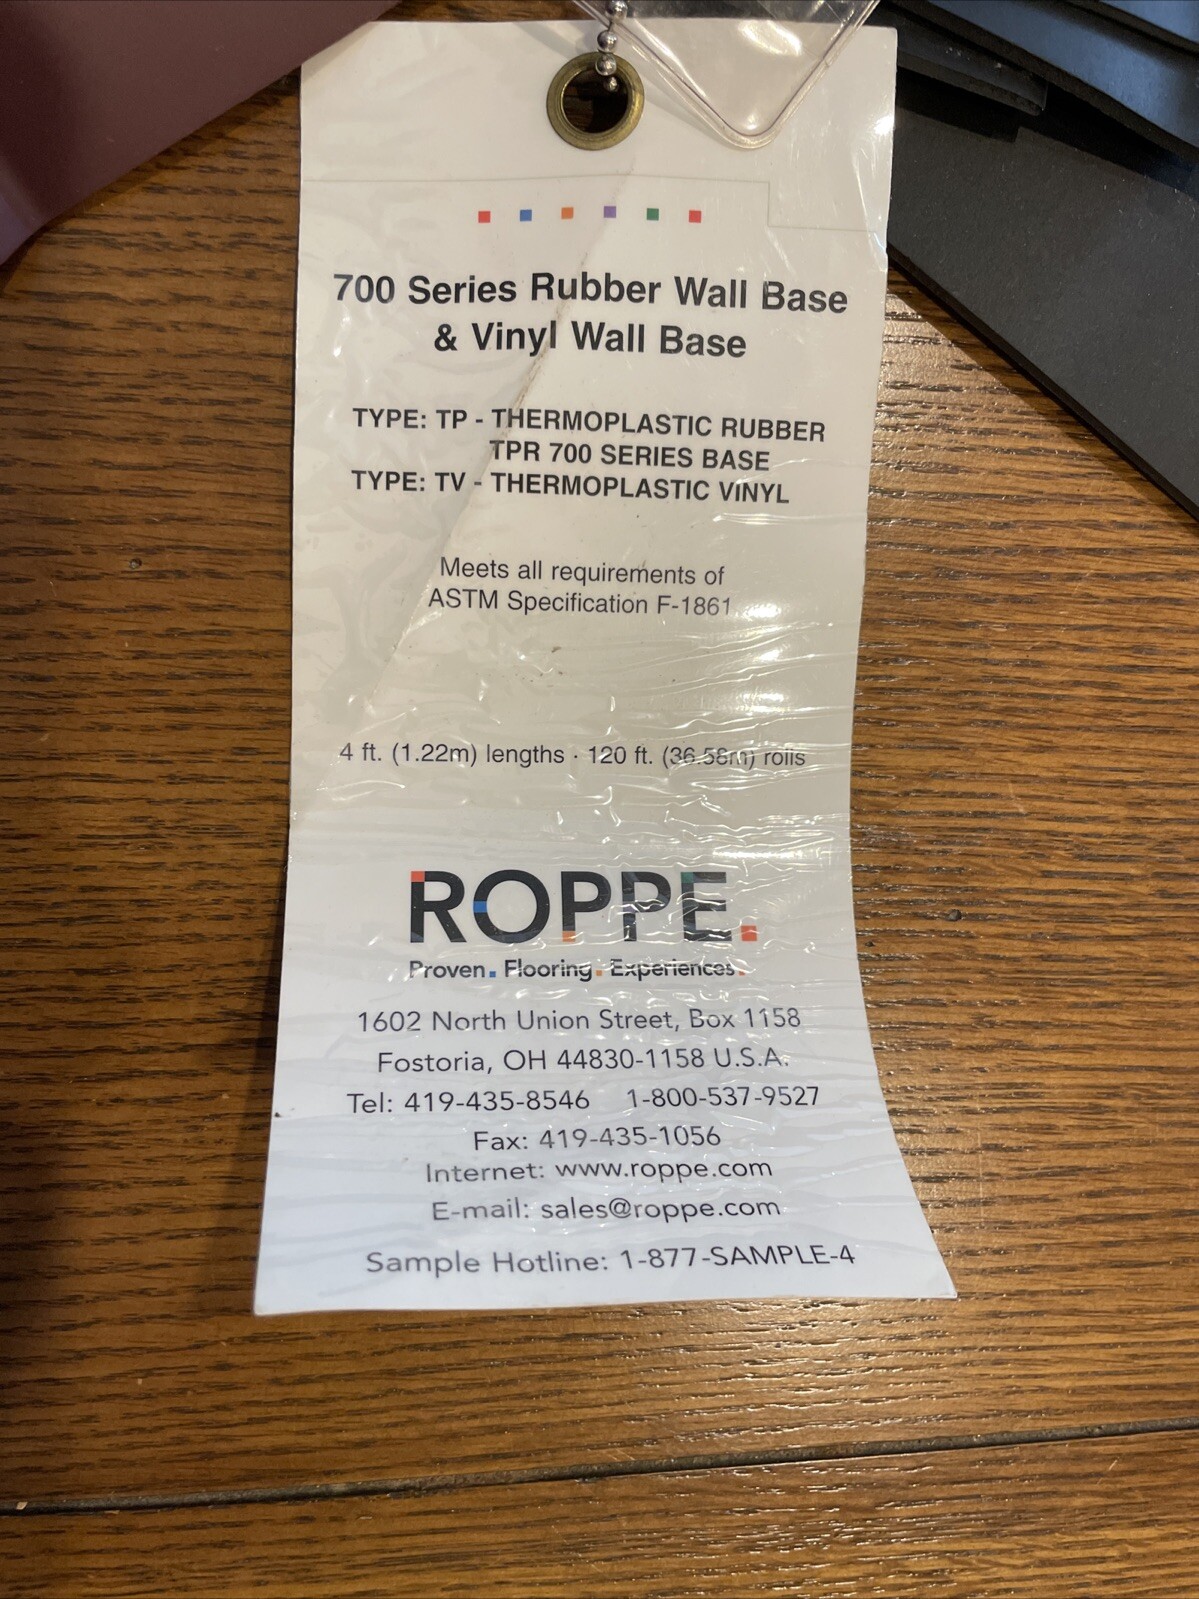 700 Series Rubber Wall Base
& Vinyl Wall Base
TYPE: TP - THERMOPLASTIC RUBBER
TPR 700 SERIES BASE
TYPE: TV - THERMOPLASTIC VINYL
Meets all requirements of
ASTM Specification F-1861
4 ft. (1.22m) lengths · 120 ft. (36.58m) rolls
ROPPE.
Proven. Flooring. Experiences.
1602 North Union Street, Box 1158
Fostoria, OH 44830-1158 U.S.A.
Tel: 419-435-8546 1-800-537-9527
Fax: 419-435-1056
Internet: www.roppe.com
E-mail: sales@roppe.com
Sample Hotline: 1-877-SAMPLE-4